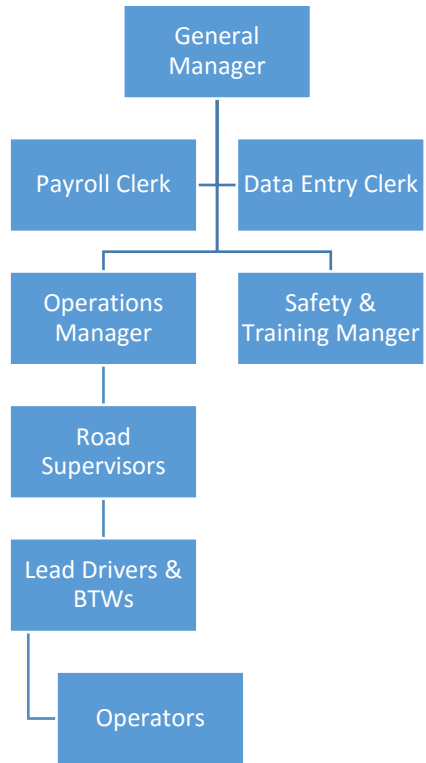 General
Manager
Payroll Clerk
Data Entry Clerk
Operations
Manager
Safety &
Training Manger
Road
Supervisors
Lead Drivers &
BTWs
Operators